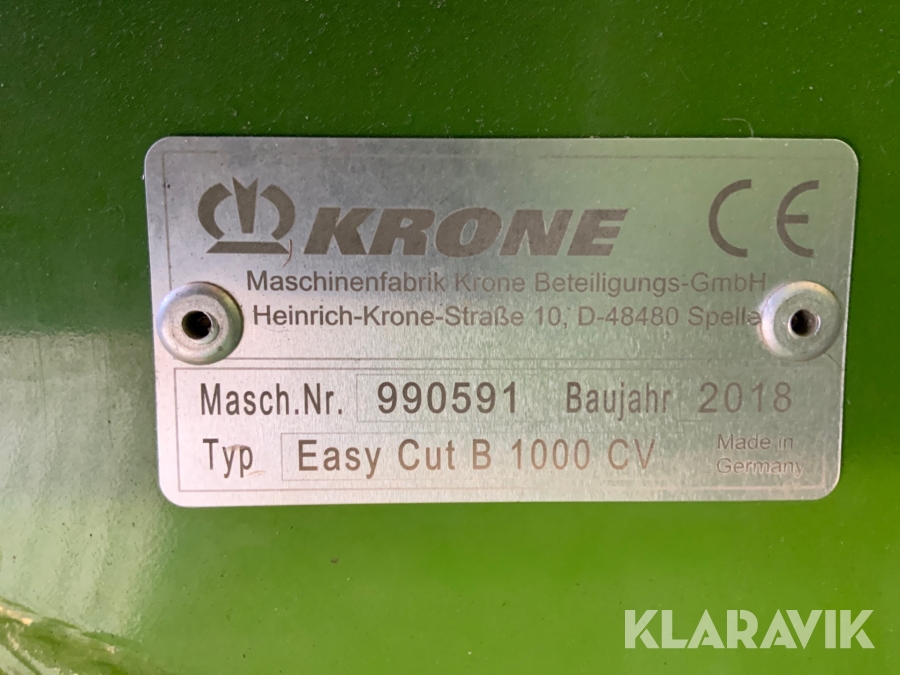 KRONE CE
Maschinenfabrik Krone Beteiligungs-GmbH
Heinrich-Krone-Straße 10, D-48480 Spelle
Masch.Nr. 990591 Baujahr 2018
Typ Easy Cut B 1000 CV Made in
Germany
KLARAVIK